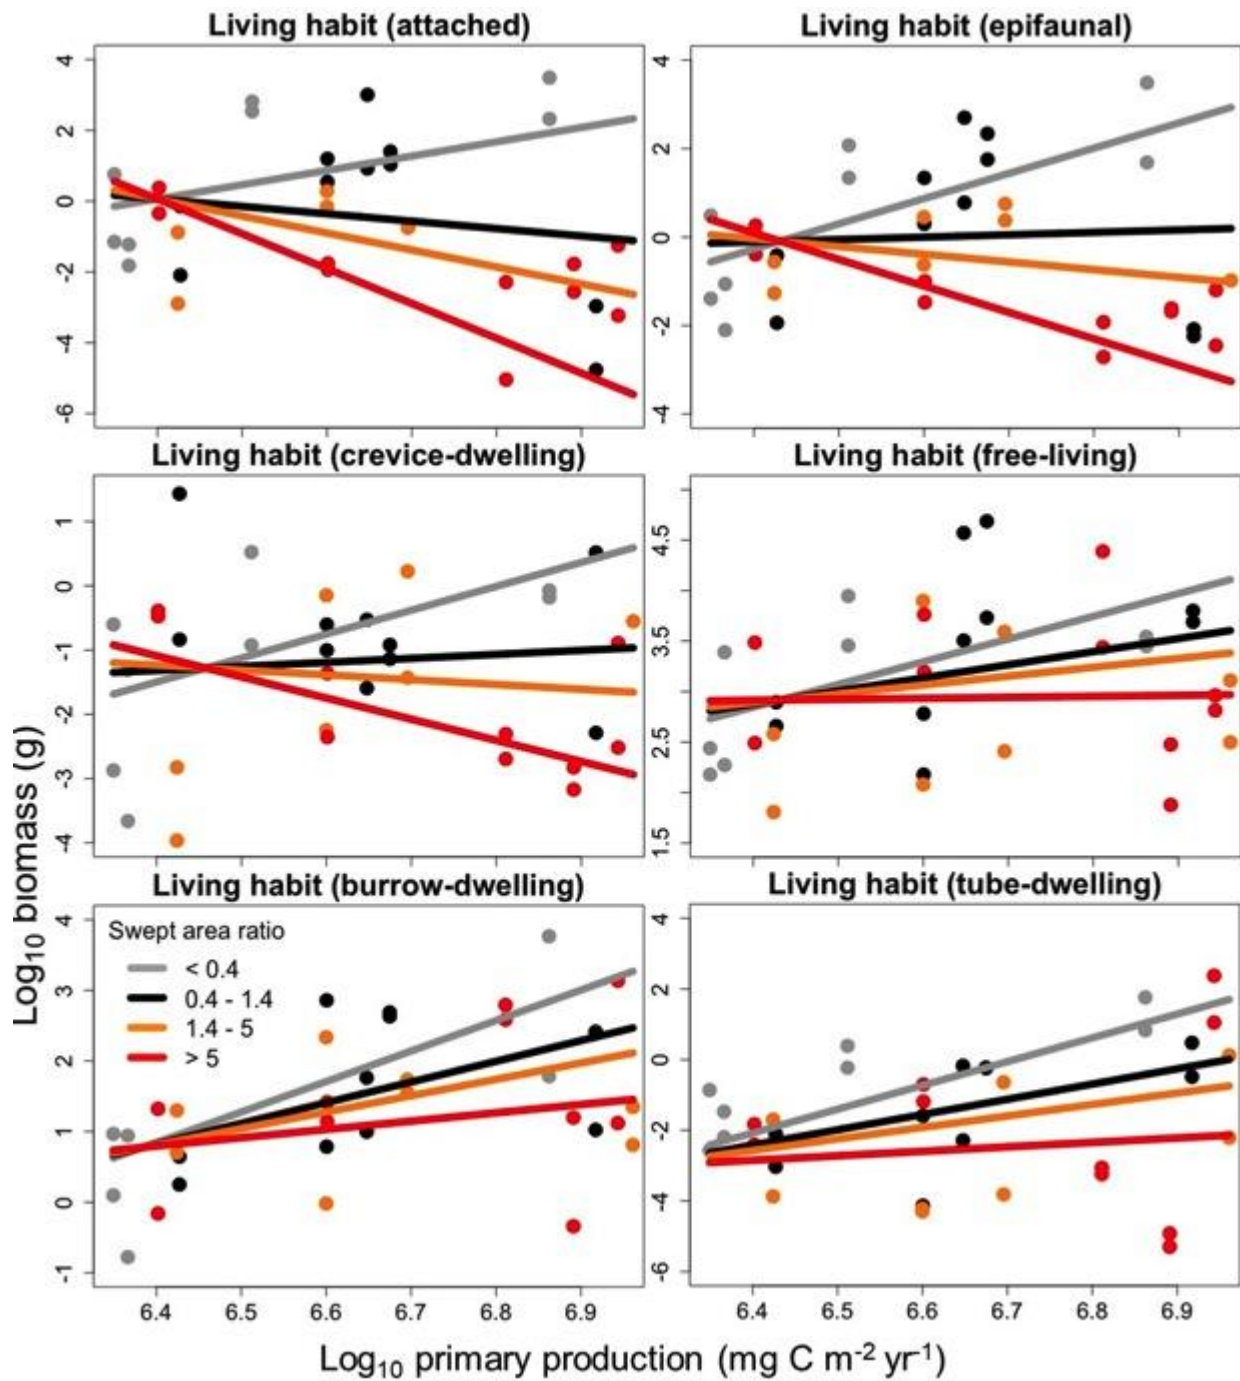 Living habit (attached)
Living habit (epifaunal)
4
2
0
-2
-4
-6
4
2
0
-2
-4
Living habit (crevice-dwelling)
Living habit (free-living)
1
0
-1
-2
-3
-4
4.5
3.5
2.5
1.5
Log₁₀ biomass (g)
Living habit (burrow-dwelling)
Living habit (tube-dwelling)
Swept area ratio
< 0.4
0.4 - 1.4
1.4 - 5
> 5
4
3
2
1
0
-1
4
2
0
-2
-4
-6
6.4 6.5 6.6 6.7 6.8 6.9
6.4 6.6 6.7 6.9
Log₁₀ primary production (mg C m⁻² yr⁻¹)